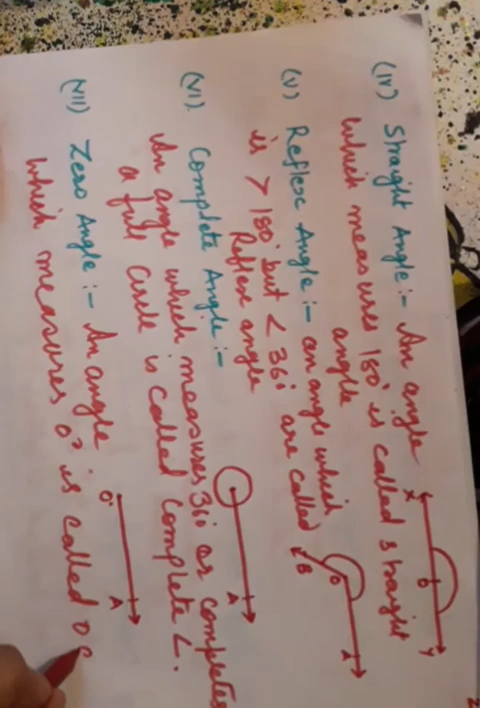 (IV) Straight Angle :- An angle
which measures 180° is called straight
angle
X O Y
(V) Reflex Angle :- an angle which
is > 180° but < 360° are called
Reflex angle
O A B
(VI). Complete Angle :-
An angle which measures 360 or completes
a full circle is called complete ∠.
A
(VII) Zero Angle :- An angle
which measures 0° is called 0
O A